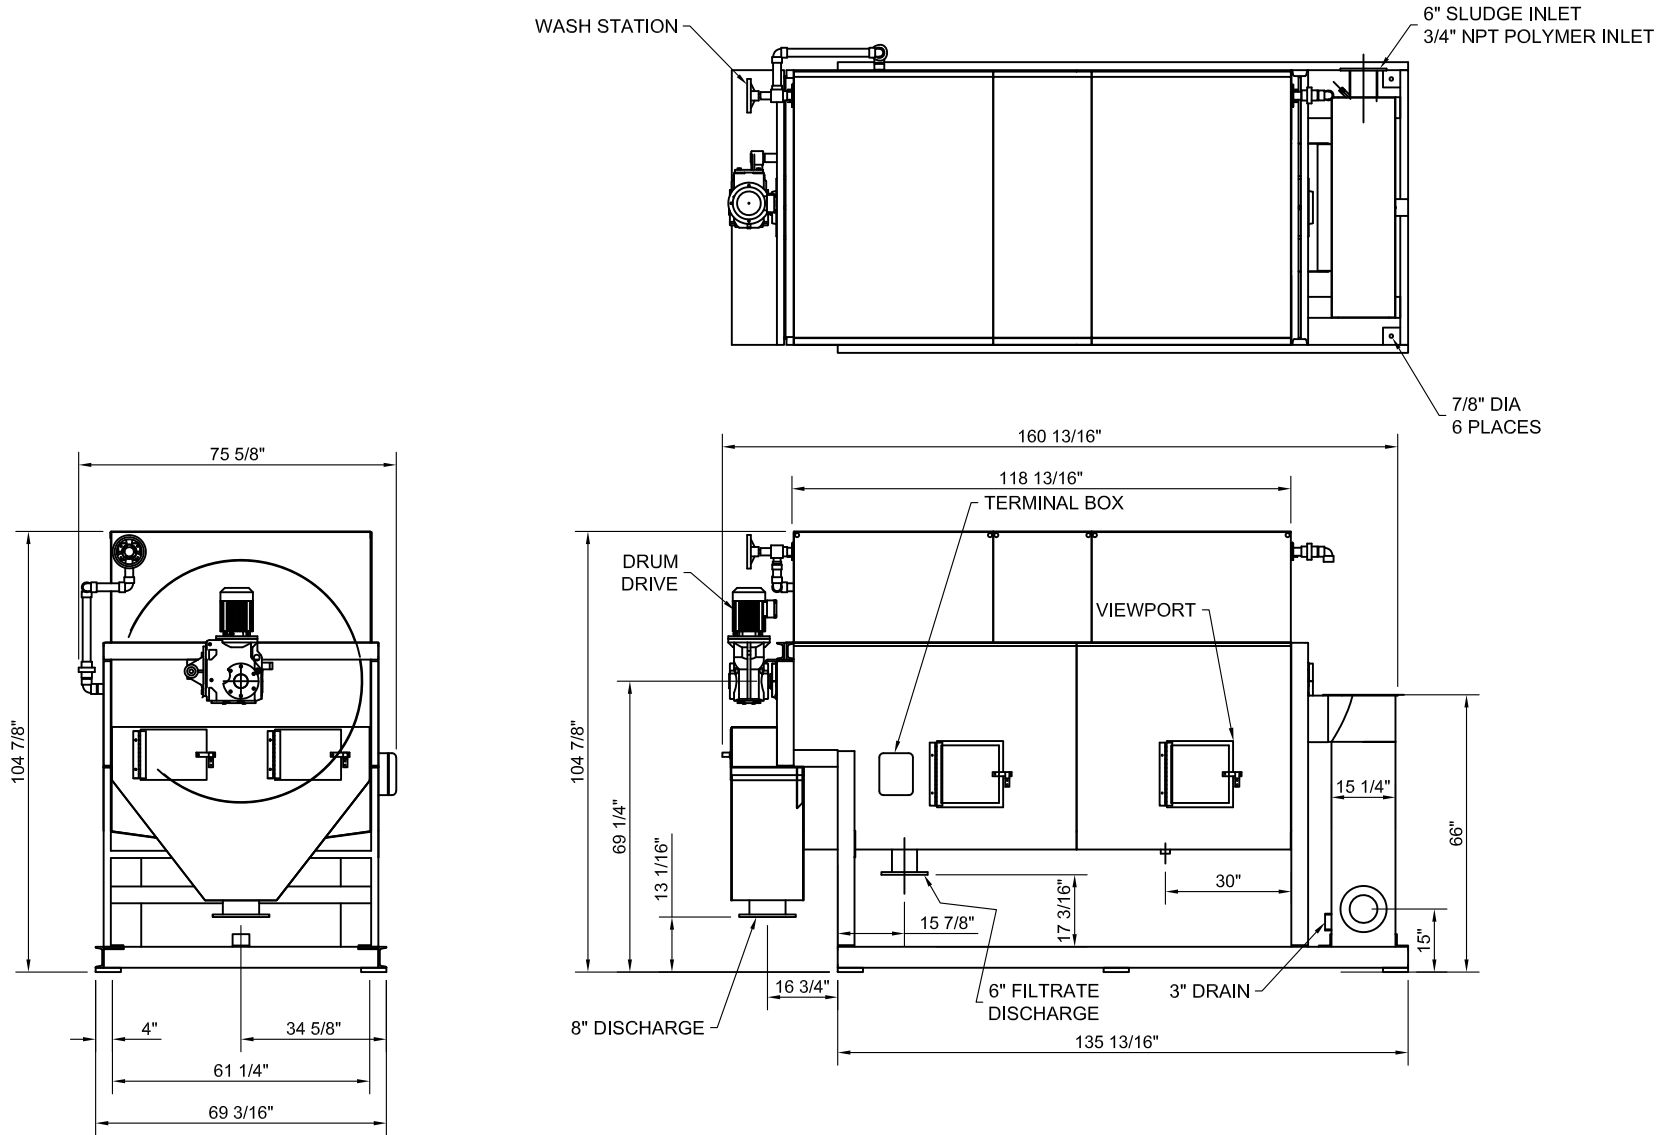 WASH STATION
6" SLUDGE INLET
3/4" NPT POLYMER INLET
7/8" DIA
6 PLACES
160 13/16"
118 13/16"
TERMINAL BOX
DRUM
DRIVE
VIEWPORT
75 5/8"
104 7/8"
104 7/8"
69 1/4"
13 1/16"
15 1/4"
66"
30"
17 3/16"
15 7/8"
15"
16 3/4"
6" FILTRATE
DISCHARGE
3" DRAIN
8" DISCHARGE
135 13/16"
4"
34 5/8"
61 1/4"
69 3/16"